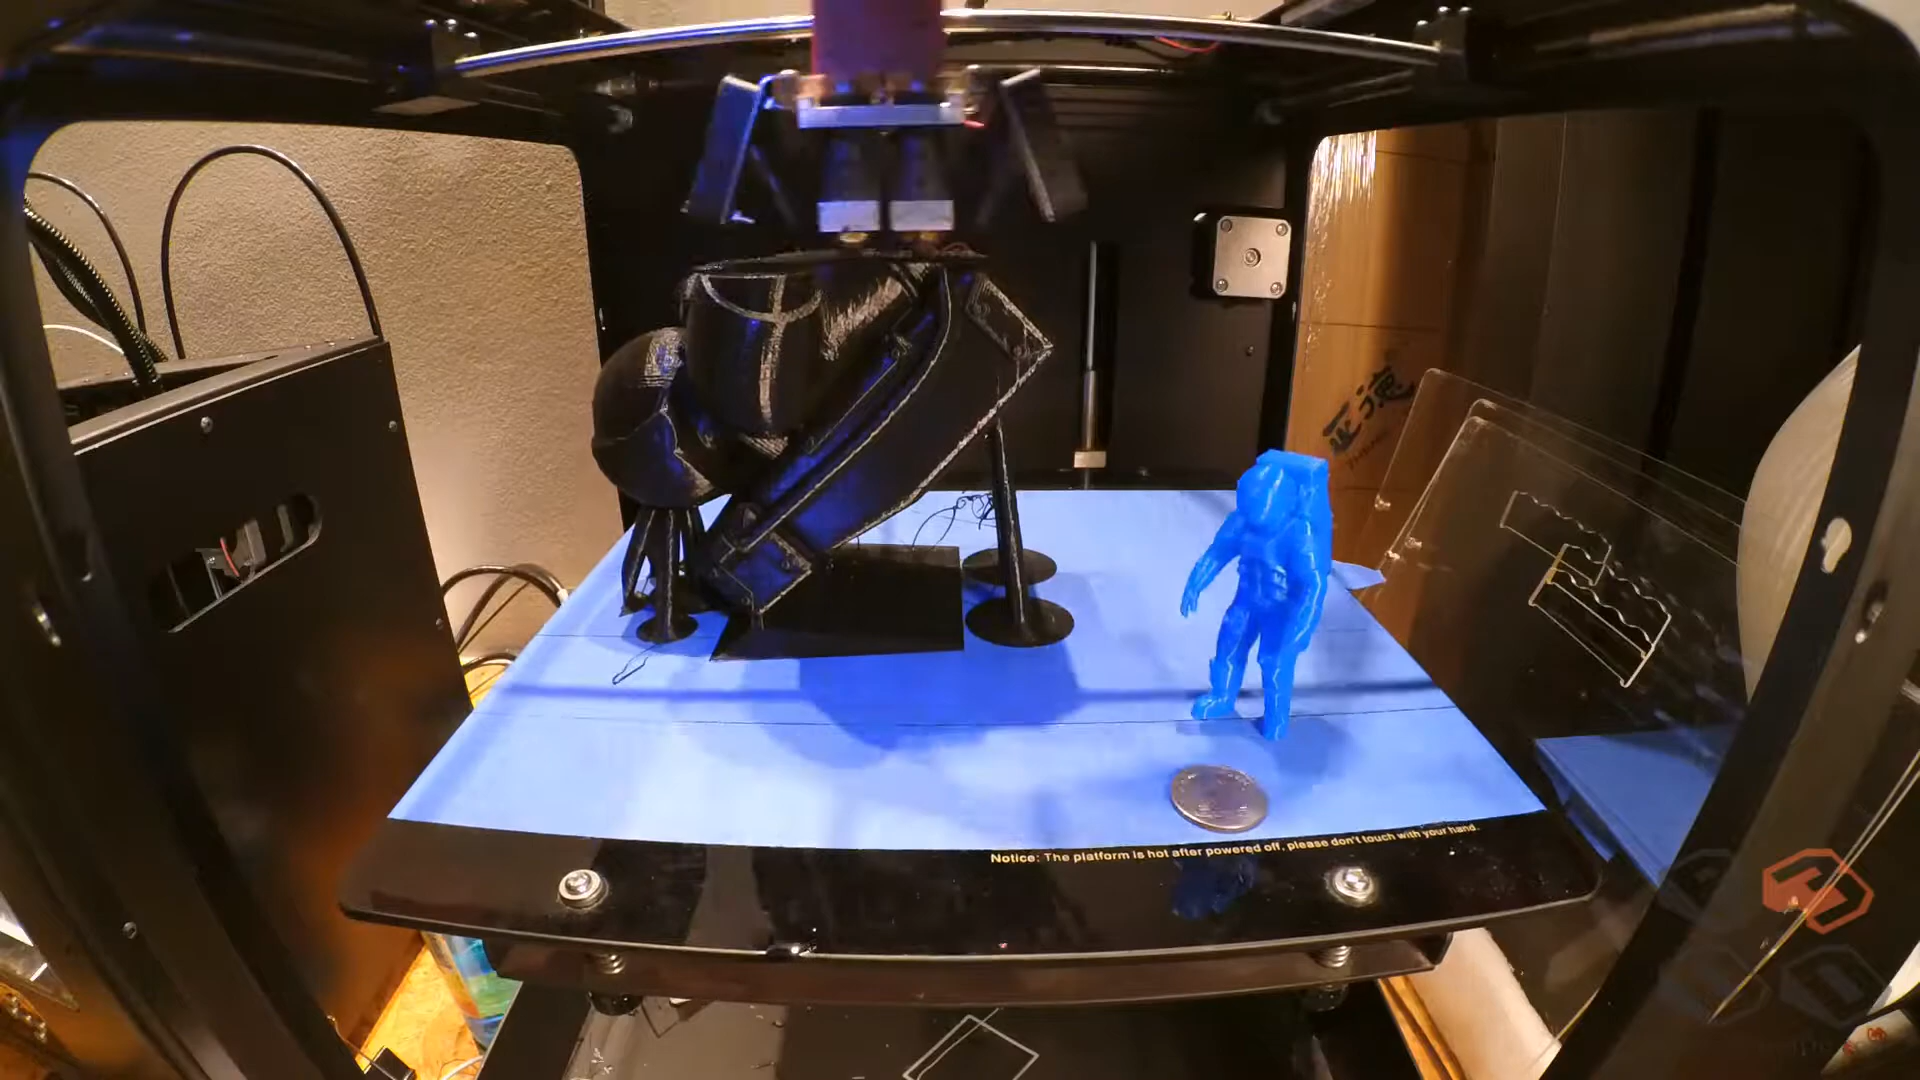 Notice: The platform is hot after powered off, please don't touch with your hand.